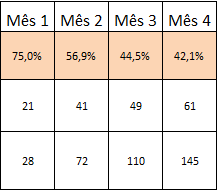 Mês 1 Mês 2 Mês 3 Mês 4
75,0% 56,9% 44,5% 42,1%
21 41 49 61
28 72 110 145